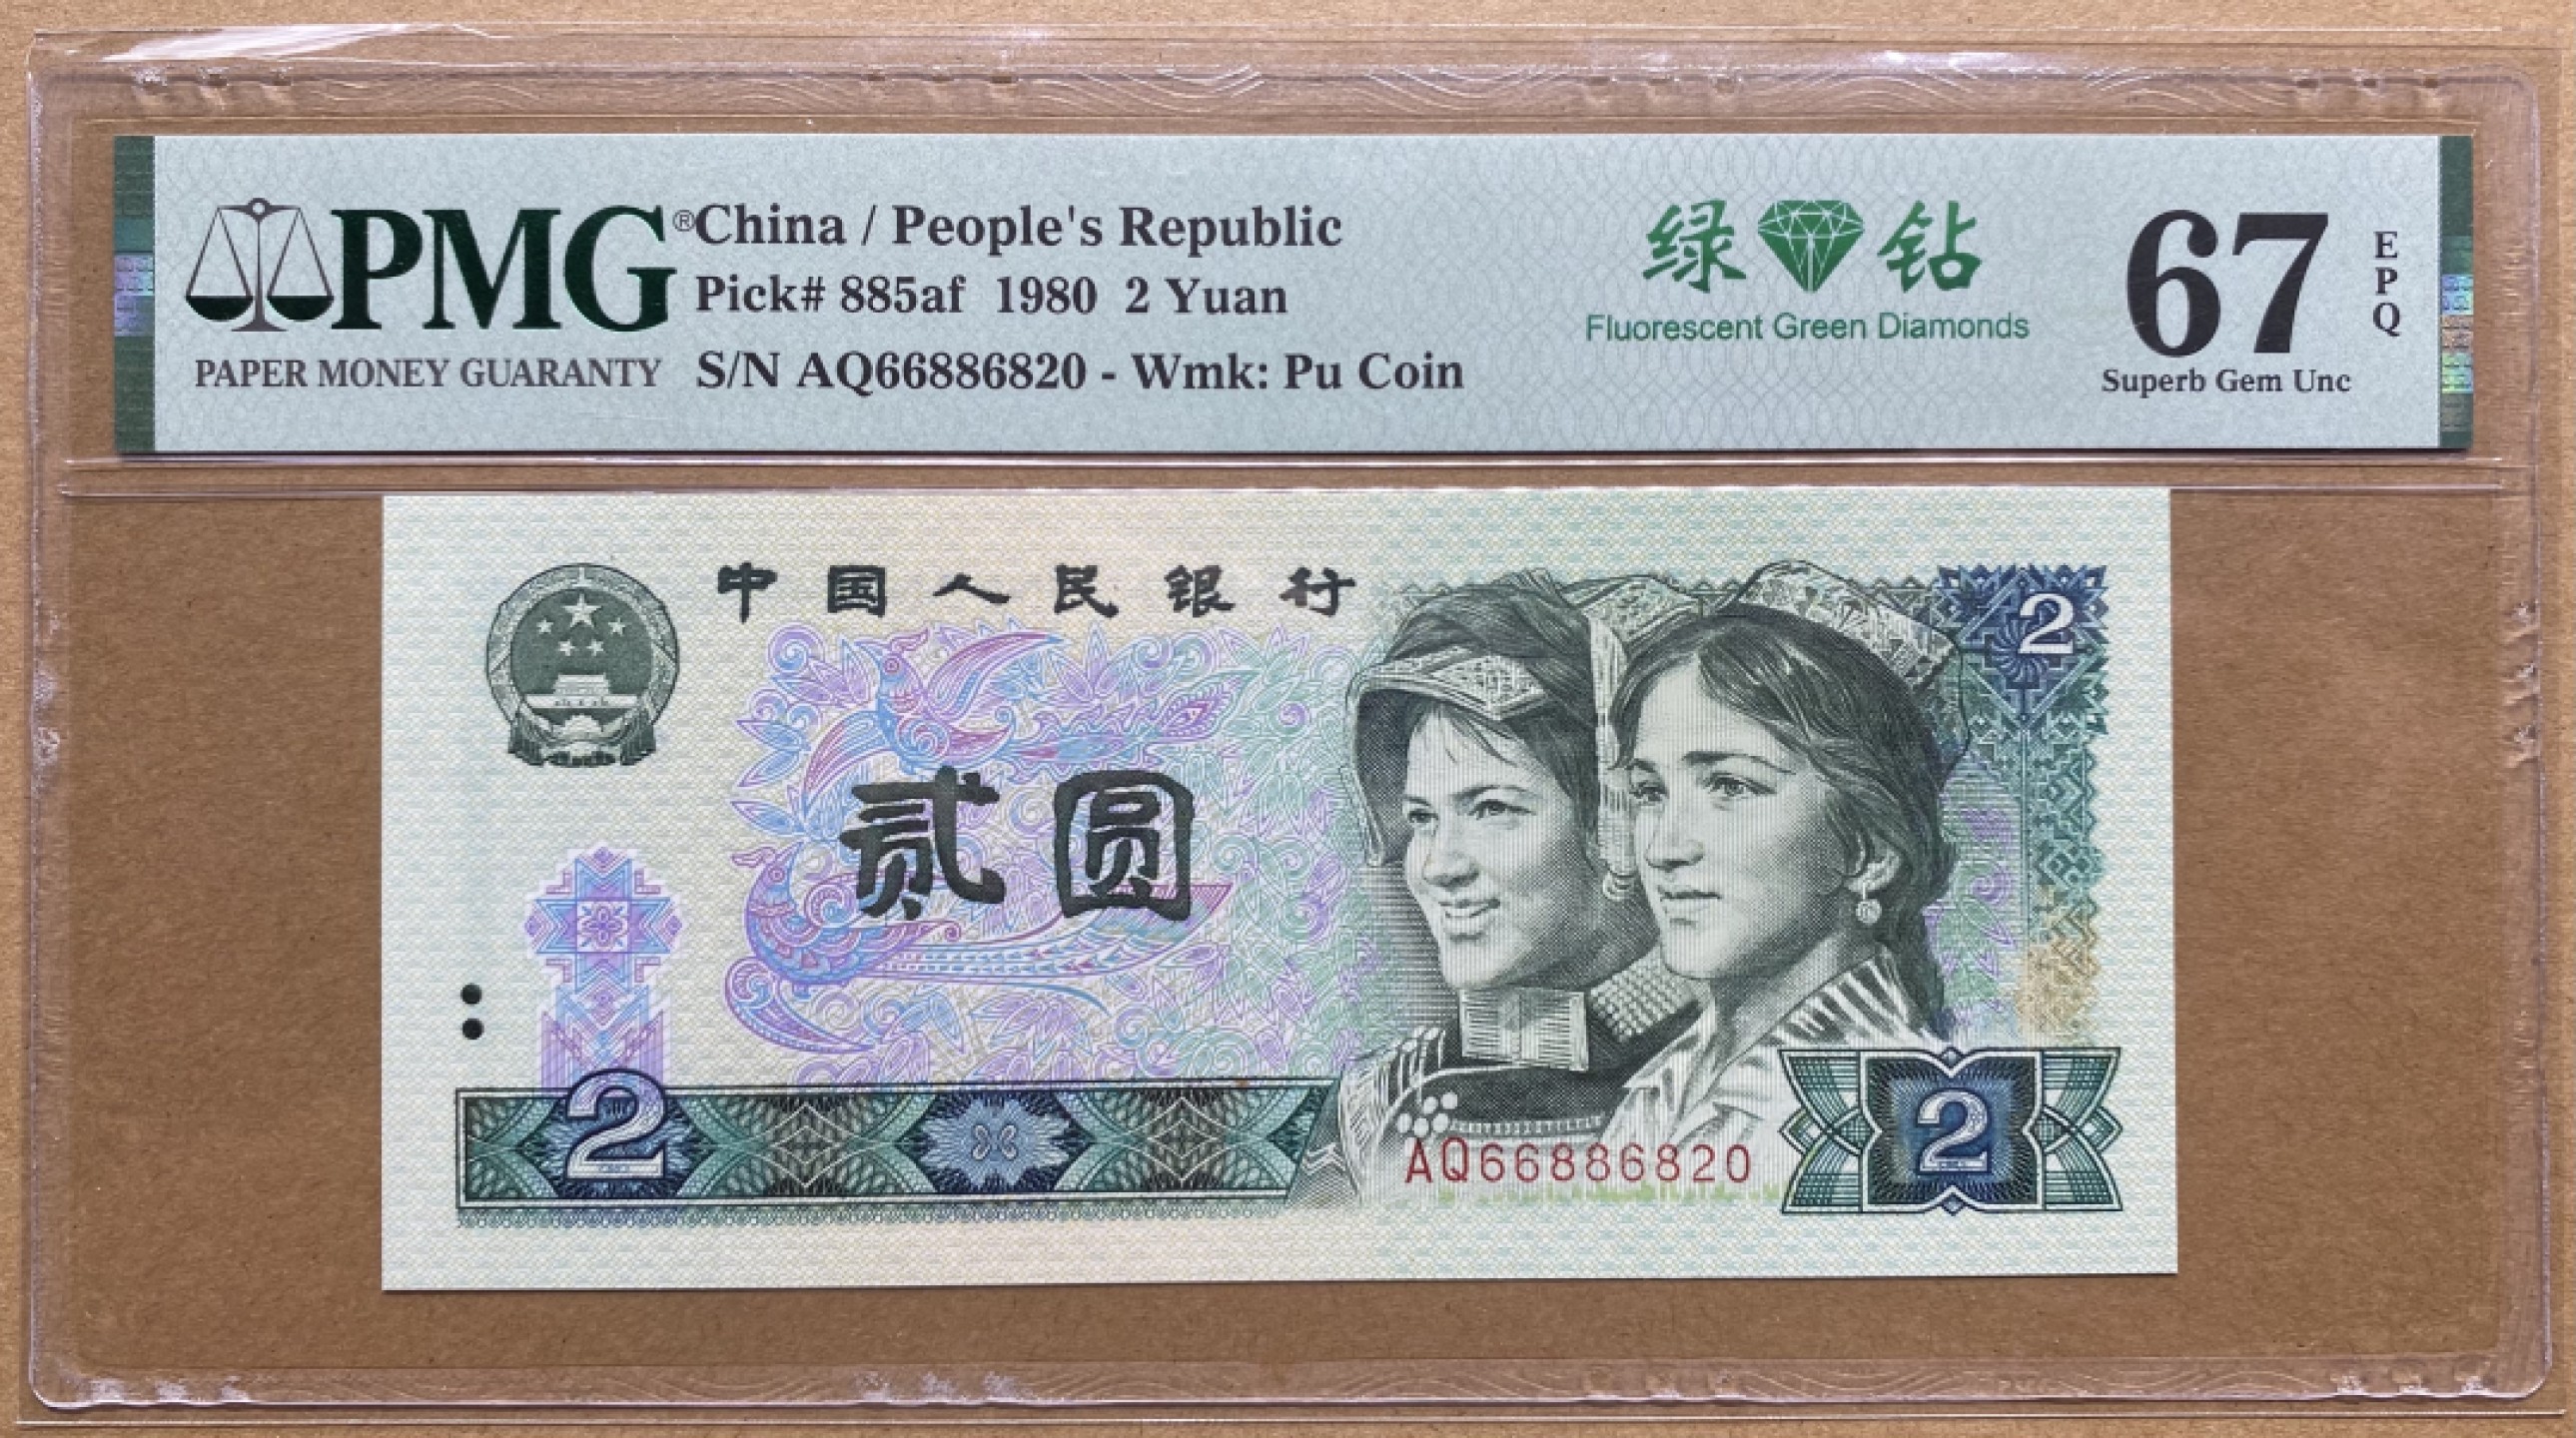 PMG®
PAPER MONEY GUARANTY
China / People's Republic
Pick# 885af 1980 2 Yuan
S/N AQ66886820 - Wmk: Pu Coin
绿钻
Fluorescent Green Diamonds
67
EPQ
Superb Gem Unc
中国人民银行
2
贰圆
2
AQ66886820
2